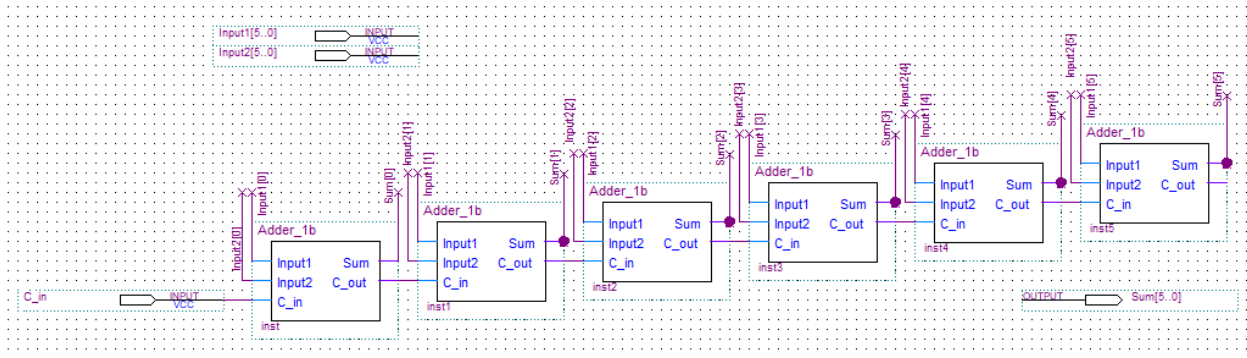 Input1[5..0] INPUT VCC
Input2[5..0] INPUT VCC
C_in INPUT VCC
Input2[0] Input1[0] Sum[0]
Adder_1b
Input1 Sum
Input2 C_out
C_in
inst
Input2[1] Input1[1] Sum[1]
Adder_1b
Input1 Sum
Input2 C_out
C_in
inst1
Input2[2] Input1[2] Sum[2]
Adder_1b
Input1 Sum
Input2 C_out
C_in
inst2
Input2[3] Input1[3] Sum[3]
Adder_1b
Input1 Sum
Input2 C_out
C_in
inst3
Input2[4] Input1[4] Sum[4]
Adder_1b
Input1 Sum
Input2 C_out
C_in
inst4
Input2[5] Input1[5] Sum[5]
Adder_1b
Input1 Sum
Input2 C_out
C_in
inst5
OUTPUT Sum[5..0]